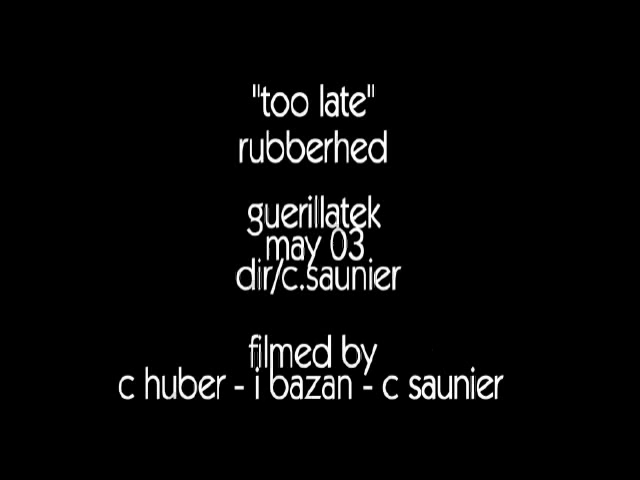 "too late"
rubberhed
guerillatek
may 03
dir/c.saunier
filmed by
c huber - i bazan - c saunier